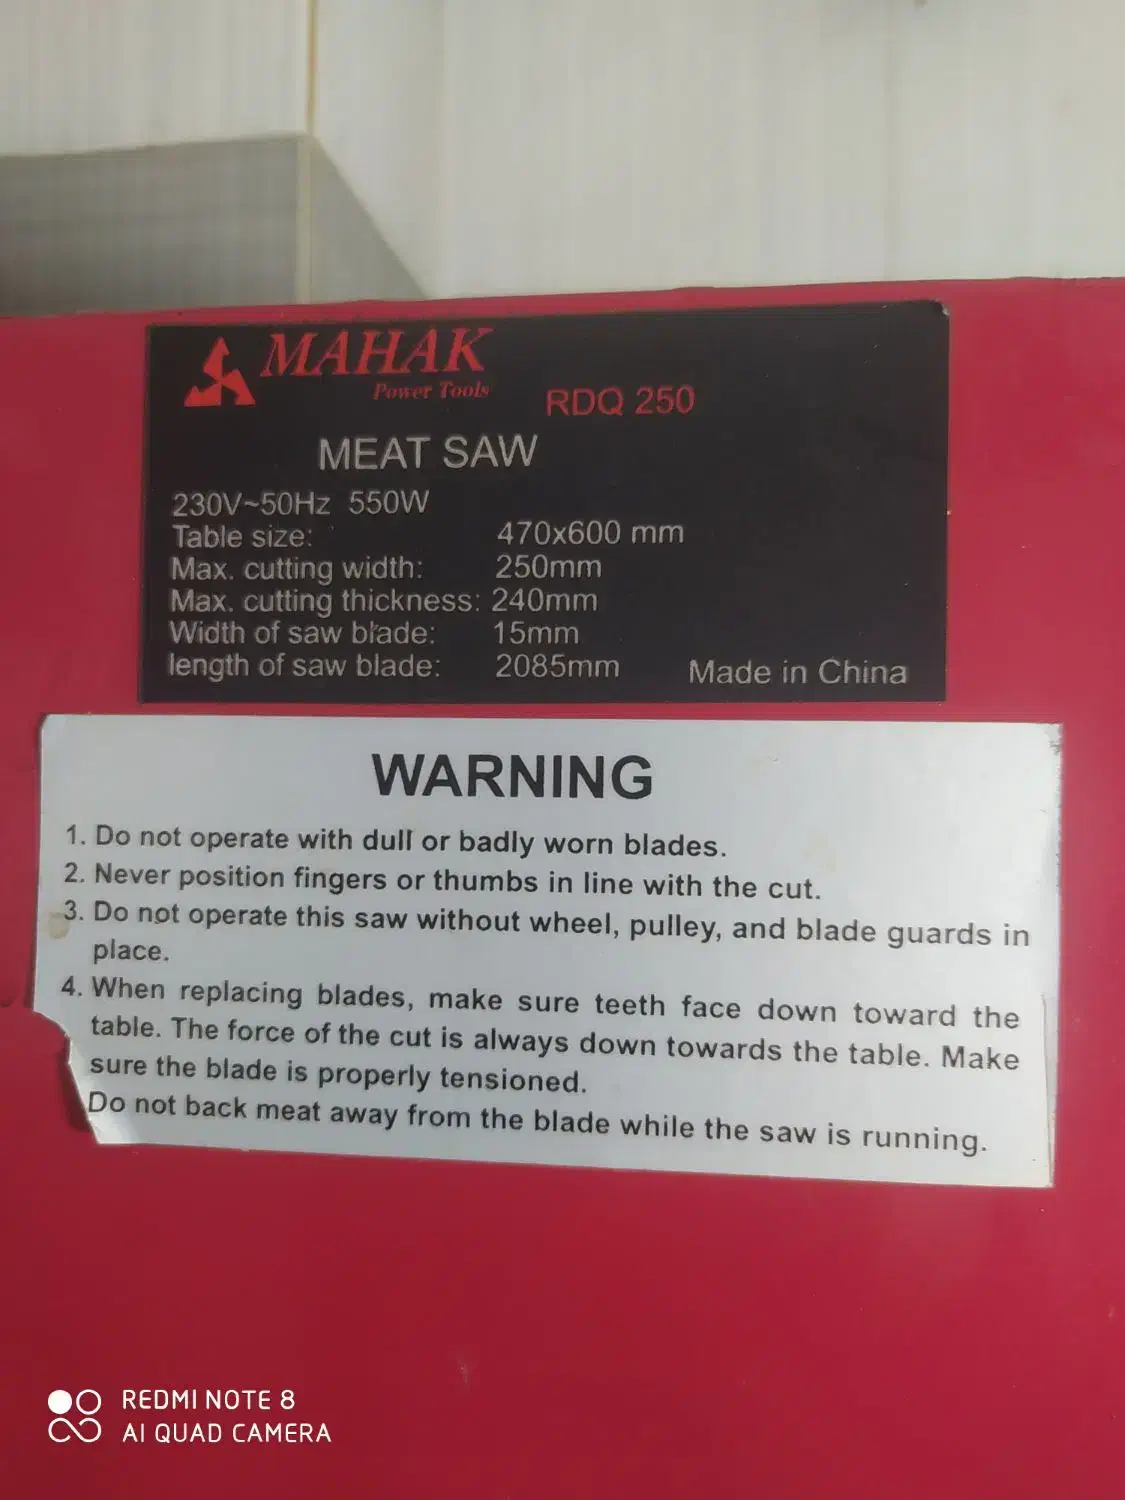 MAHAK
Power Tools
RDQ 250
MEAT SAW
230V~50Hz 550W
Table size: 470x600 mm
Max. cutting width: 250mm
Max. cutting thickness: 240mm
Width of saw blade: 15mm
length of saw blade: 2085mm
Made in China
WARNING
1. Do not operate with dull or badly worn blades.
2. Never position fingers or thumbs in line with the cut.
3. Do not operate this saw without wheel, pulley, and blade guards in
place.
4. When replacing blades, make sure teeth face down toward the
table. The force of the cut is always down towards the table. Make
sure the blade is properly tensioned.
Do not back meat away from the blade while the saw is running.
REDMI NOTE 8
AI QUAD CAMERA